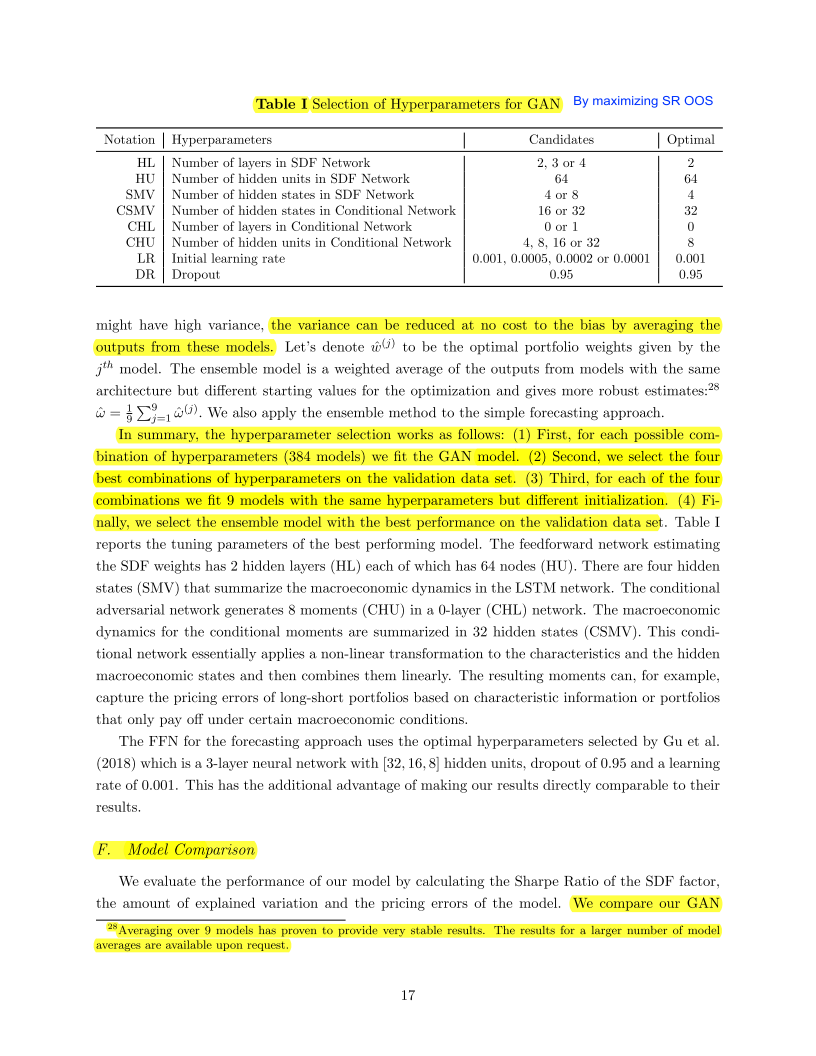 Table I Selection of Hyperparameters for GAN By maximizing SR OOS
Notation Hyperparameters Candidates Optimal
HL Number of layers in SDF Network 2, 3 or 4 2
HU Number of hidden units in SDF Network 64 64
SMV Number of hidden states in SDF Network 4 or 8 4
CSMV Number of hidden states in Conditional Network 16 or 32 32
CHL Number of layers in Conditional Network 0 or 1 0
CHU Number of hidden units in Conditional Network 4, 8, 16 or 32 8
LR Initial learning rate 0.001, 0.0005, 0.0002 or 0.0001 0.001
DR Dropout 0.95 0.95
might have high variance, the variance can be reduced at no cost to the bias by averaging the
outputs from these models. Let's denote ŵ^(j) to be the optimal portfolio weights given by the
j^th model. The ensemble model is a weighted average of the outputs from models with the same
architecture but different starting values for the optimization and gives more robust estimates:28
ω̂ = 1/9 ∑_{j=1}^{9} ω̂^(j). We also apply the ensemble method to the simple forecasting approach.
In summary, the hyperparameter selection works as follows: (1) First, for each possible com-
bination of hyperparameters (384 models) we fit the GAN model. (2) Second, we select the four
best combinations of hyperparameters on the validation data set. (3) Third, for each of the four
combinations we fit 9 models with the same hyperparameters but different initialization. (4) Fi-
nally, we select the ensemble model with the best performance on the validation data set. Table I
reports the tuning parameters of the best performing model. The feedforward network estimating
the SDF weights has 2 hidden layers (HL) each of which has 64 nodes (HU). There are four hidden
states (SMV) that summarize the macroeconomic dynamics in the LSTM network. The conditional
adversarial network generates 8 moments (CHU) in a 0-layer (CHL) network. The macroeconomic
dynamics for the conditional moments are summarized in 32 hidden states (CSMV). This condi-
tional network essentially applies a non-linear transformation to the characteristics and the hidden
macroeconomic states and then combines them linearly. The resulting moments can, for example,
capture the pricing errors of long-short portfolios based on characteristic information or portfolios
that only pay off under certain macroeconomic conditions.
The FFN for the forecasting approach uses the optimal hyperparameters selected by Gu et al.
(2018) which is a 3-layer neural network with [32, 16, 8] hidden units, dropout of 0.95 and a learning
rate of 0.001. This has the additional advantage of making our results directly comparable to their
results.
F. Model Comparison
We evaluate the performance of our model by calculating the Sharpe Ratio of the SDF factor,
the amount of explained variation and the pricing errors of the model. We compare our GAN
28Averaging over 9 models has proven to provide very stable results. The results for a larger number of model
averages are available upon request.
17